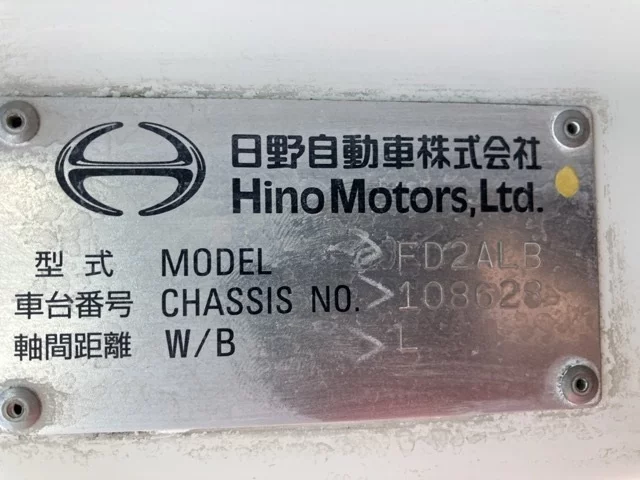 日野自動車株式会社
Hino Motors, Ltd.
型式 MODEL FD2ALB
車台番号 CHASSIS NO. 108628
軸間距離 W/B L